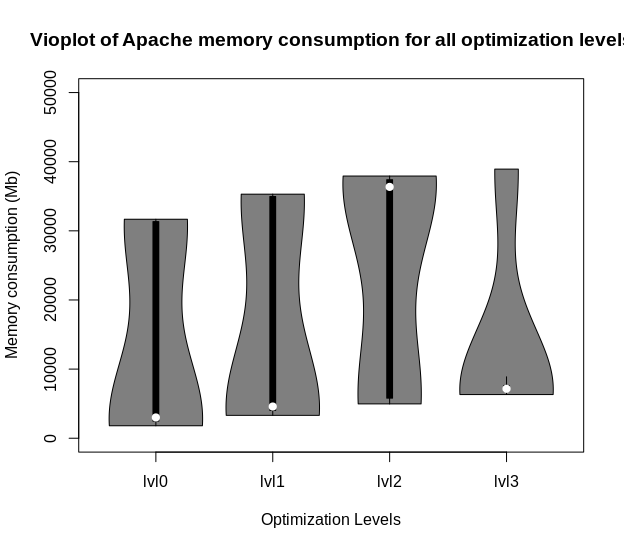 Vioplot of Apache memory consumption for all optimization levels
Memory consumption (Mb)
50000
40000
30000
20000
10000
0
lvl0 lvl1 lvl2 lvl3
Optimization Levels